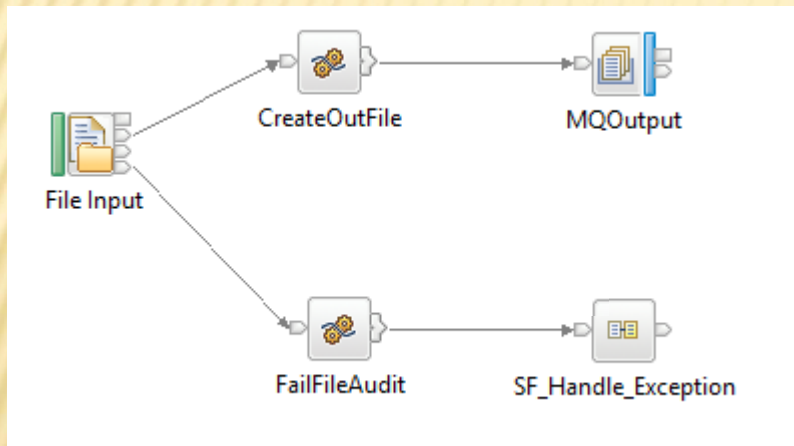 CreateOutFile
MQOutput
File Input
FailFileAudit
SF_Handle_Exception